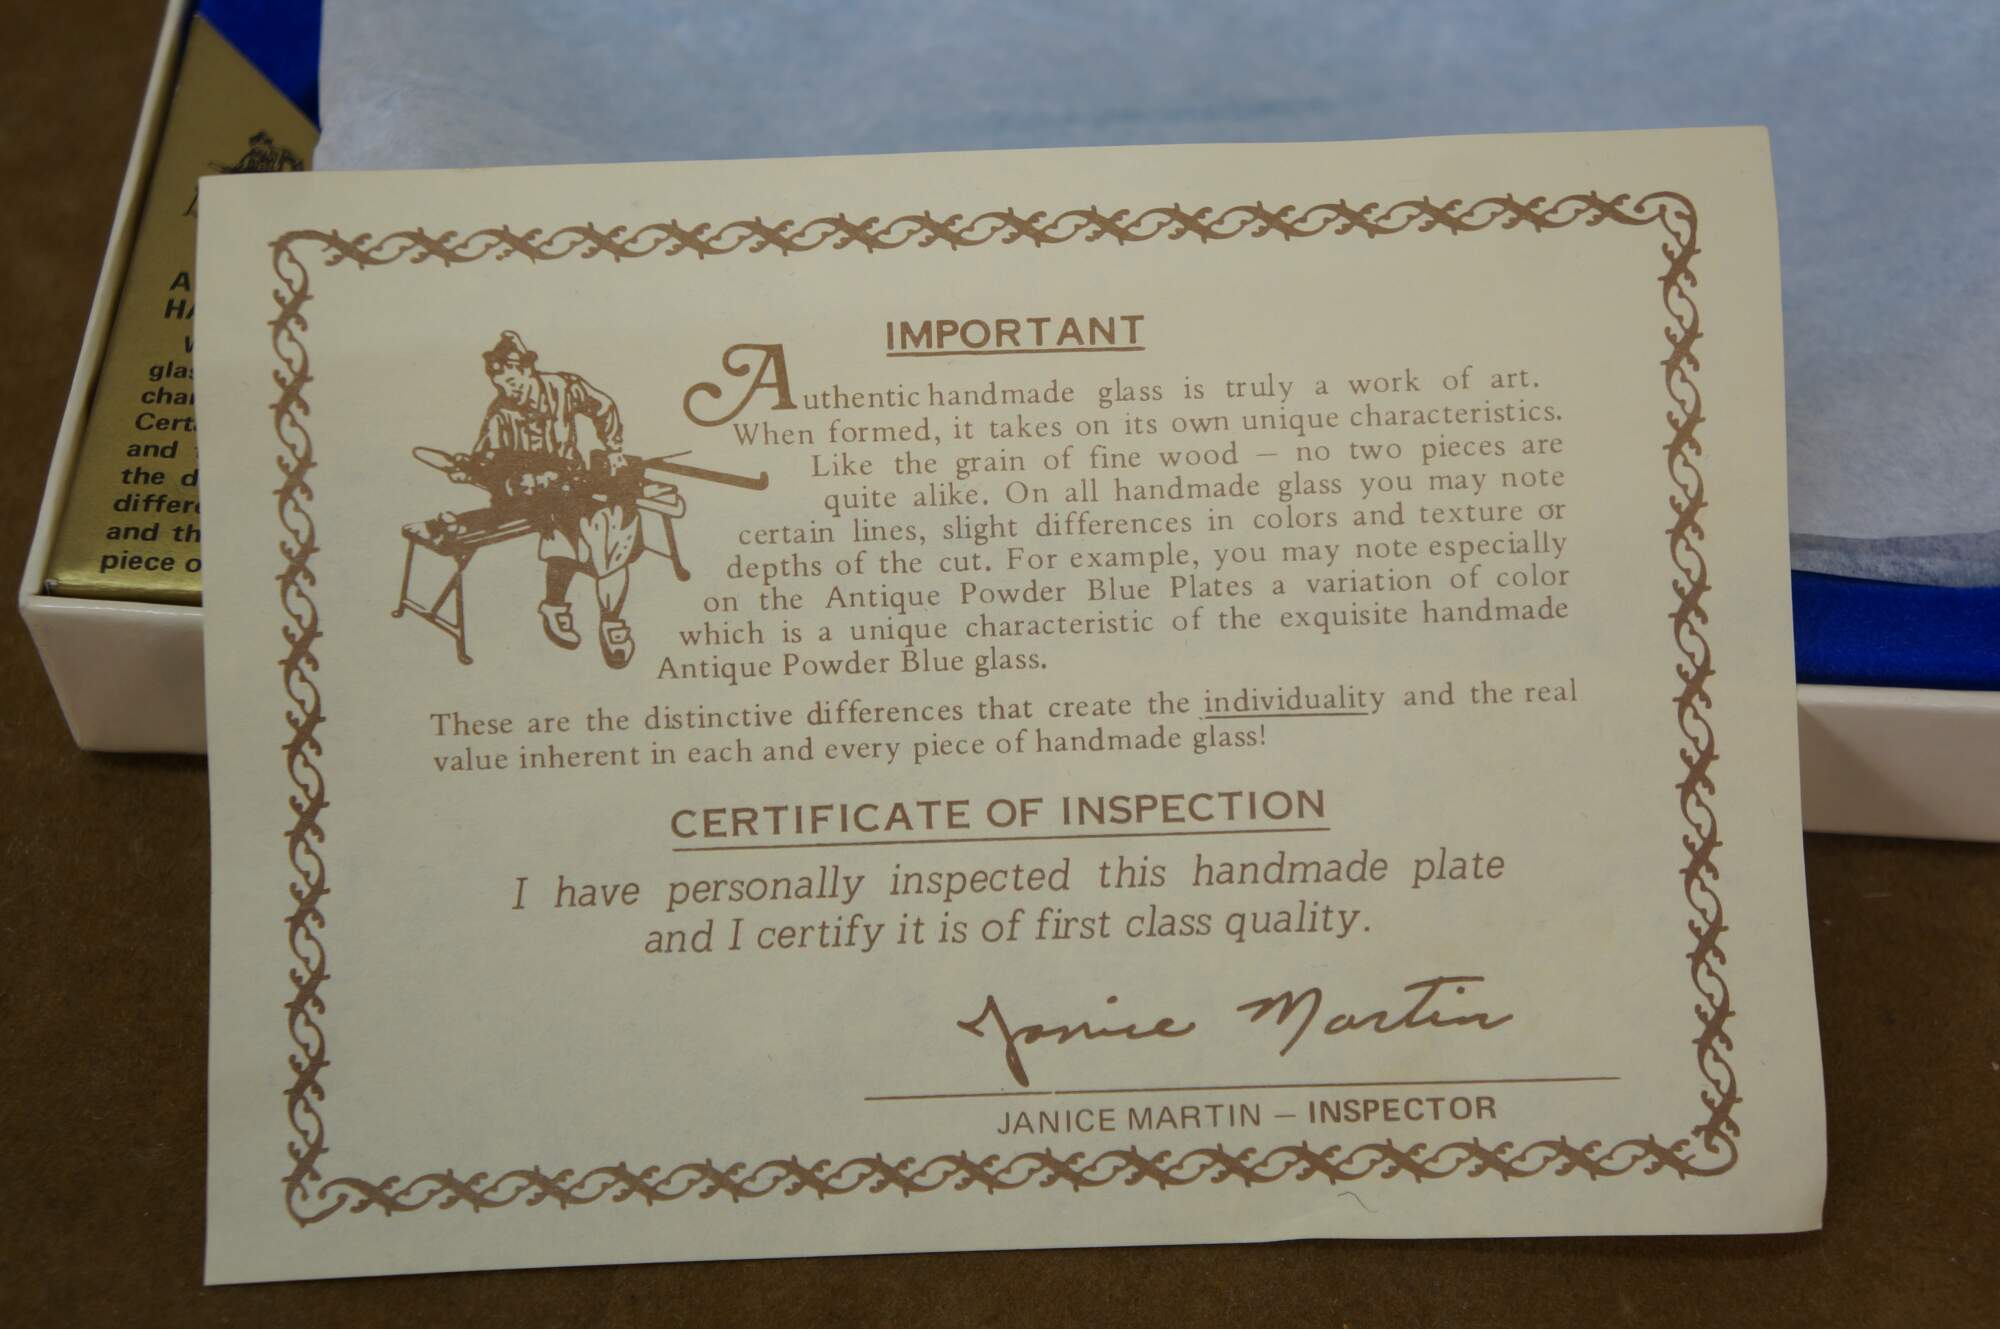 IMPORTANT
Authentic handmade glass is truly a work of art.
When formed, it takes on its own unique characteristics.
Like the grain of fine wood — no two pieces are
quite alike. On all handmade glass you may note
certain lines, slight differences in colors and texture or
depths of the cut. For example, you may note especially
on the Antique Powder Blue Plates a variation of color
which is a unique characteristic of the exquisite handmade
Antique Powder Blue glass.
These are the distinctive differences that create the individuality and the real
value inherent in each and every piece of handmade glass!
CERTIFICATE OF INSPECTION
I have personally inspected this handmade plate
and I certify it is of first class quality.
Janice Martin
JANICE MARTIN — INSPECTOR
and
the d
and th
piece o